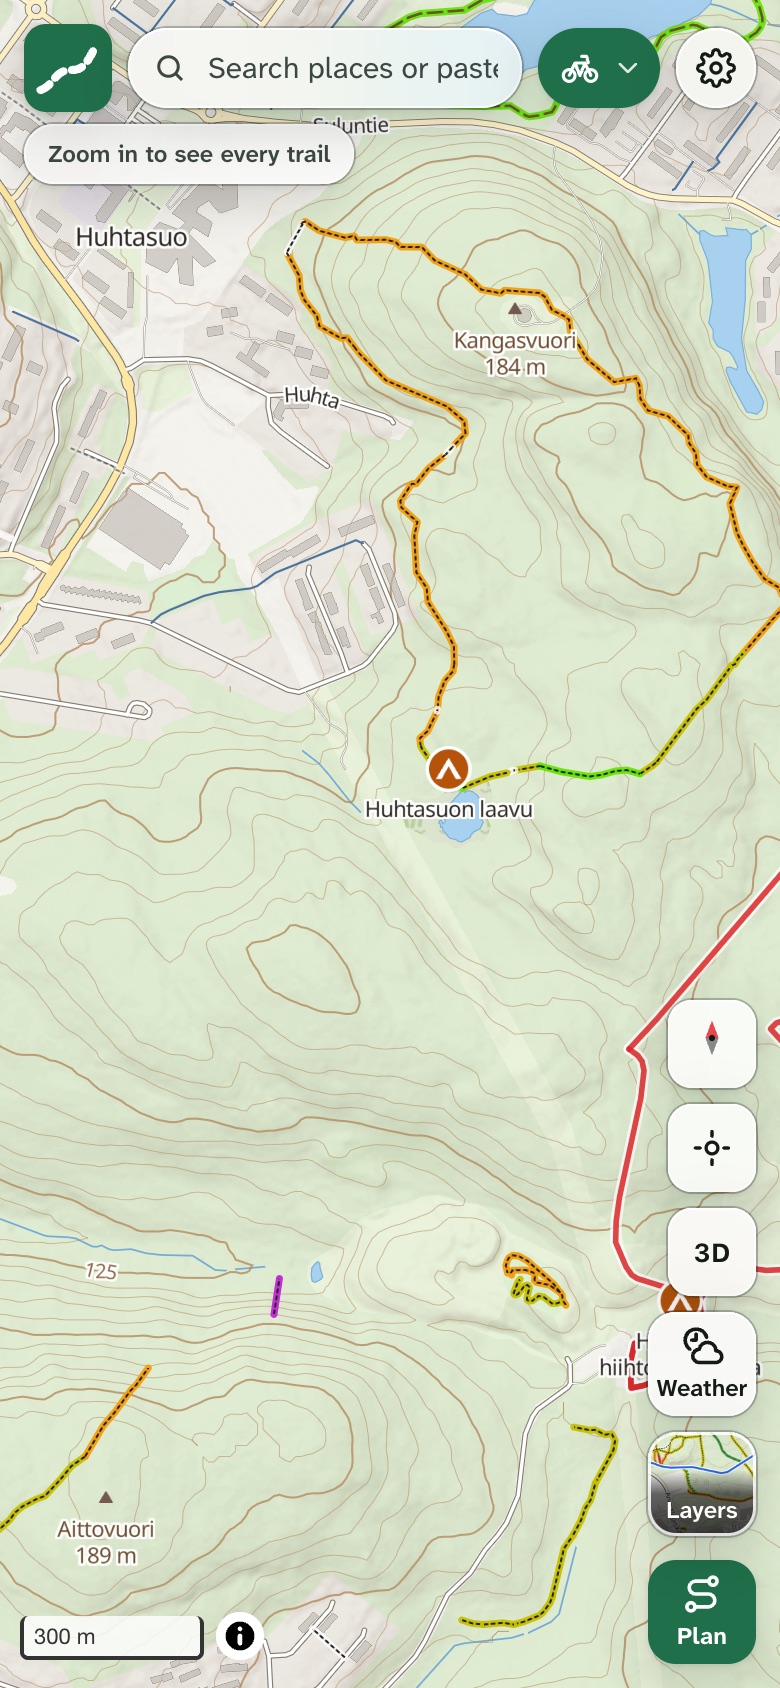 Search places or paste
Suluntie
Zoom in to see every trail
Huhtasuo
Kangasvuori
184 m
Huhta
Huhtasuon laavu
125
3D
Weather
Layers
Aittovuori
189 m
300 m
Plan